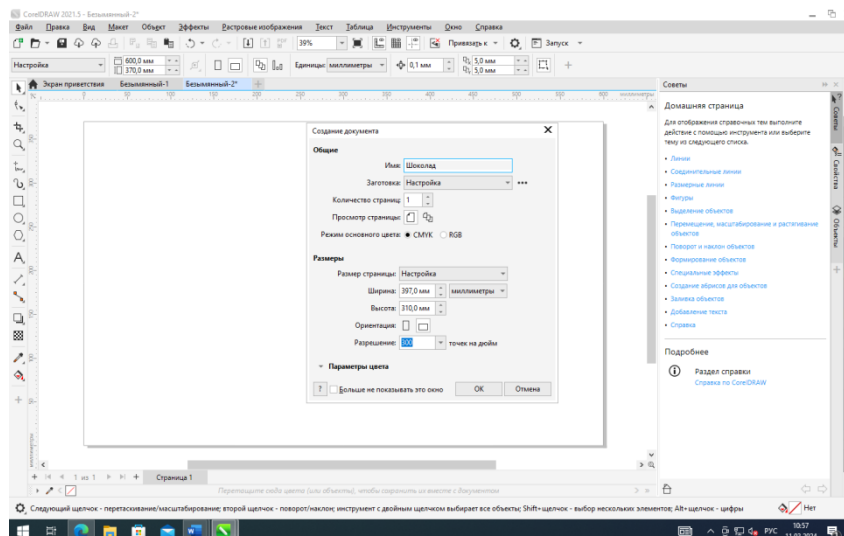 CorelDRAW 2021.5 - Безымянный-2*
Файл Правка Вид Макет Объект Эффекты Растровые изображения Текст Таблица Инструменты Окно Справка
39% Привязать к Запуск
Настройка 600,0 мм 370,0 мм Единицы: миллиметры 0,1 мм 5,0 мм 5,0 мм
Экран приветствия Безымянный-1 Безымянный-2*
Создание документа
Общие
Имя: Шоколад
Заготовка: Настройка
Количество страниц: 1
Просмотр страницы:
Режим основного цвета: CMYK RGB
Размеры
Размер страницы: Настройка
Ширина: 397,0 мм миллиметры
Высота: 310,0 мм
Ориентация:
Разрешение: 300 точек на дюйм
Параметры цвета
? Больше не показывать это окно ОК Отмена
Советы
Домашняя страница
Для отображения справочных тем выполните
действие с помощью инструмента или выберите
тему из следующего списка.
• Линии
• Соединительные линии
• Размерные линии
• Фигуры
• Выделение объектов
• Перемещение, масштабирование и растягивание
объектов
• Поворот и наклон объектов
• Формирование объектов
• Специальные эффекты
• Создание абрисов для объектов
• Заливка объектов
• Добавление текста
• Справка
Подробнее
Раздел справки
Справка по CorelDRAW
Советы
Свойства
Объекты
1 из 1 Страница 1
Перетащите сюда цвета (или объекты), чтобы сохранить их вместе с документом
Следующий щелчок - перетаскивание/масштабирование; второй щелчок - поворот/наклон; инструмент с двойным щелчком выбирает все объекты; Shift+щелчок - выбор нескольких элементов; Alt+щелчок - цифры Нет
РУС 10:57